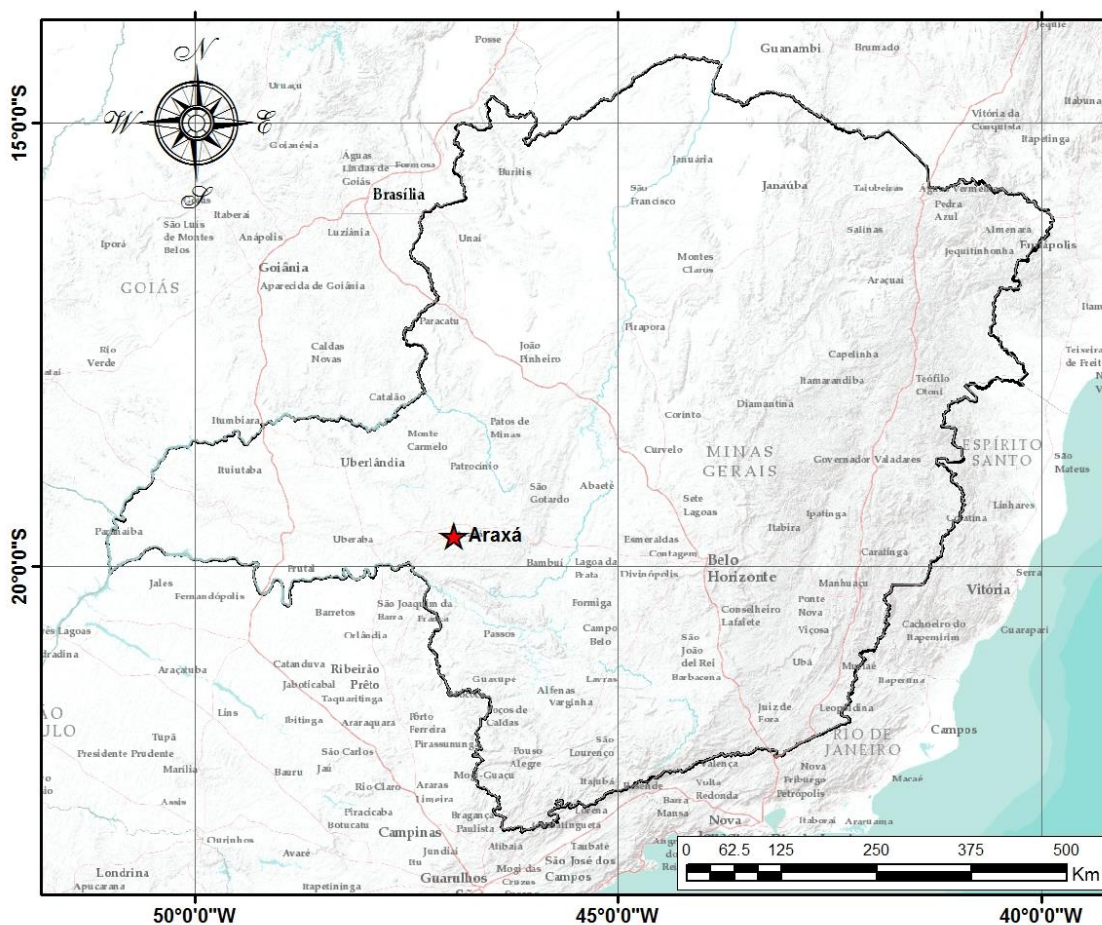 N
W
E
S
Posse
Guanambi
Brumado
Uruaçu
15°0'0"S
Vitória da
Conquista
Itapetinga
Goianésia
Águas
Lindas de
Goiás
Formosa
Buritis
Januária
Janaúba
Taiobeiras
Brasília
São
Francisco
Pedra
Azul
Almenara
Itaberaí
São Luís
de Montes
Belos
Anápolis
Luziânia
Unaí
Salinas
Iporá
Jequitinhonha
Goiânia
Aparecida de Goiânia
Montes
Claros
Araçuaí
GOIÁS
Paracatu
Pirapora
Rio
Verde
Caldas
Novas
João
Pinheiro
Capelinha
Itamarandiba
Teófilo
Otoni
Catalão
Diamantina
Itumbiara
Corinto
Monte
Carmelo
Patos de
Minas
Curvelo
MINAS
GERAIS
ESPÍRITO
SANTO
São
Mateus
Ituiutaba
Uberlândia
Patrocínio
Governador Valadares
São
Gotardo
Abaeté
Sete
Lagoas
Linhares
Ipatinga
Itabira
Araxá
Uberaba
Esmeraldas
Contagem
Caratinga
20°0'0"S
Frutal
Bambuí
Lagoa da
Prata
Divinópolis
Belo
Horizonte
Manhuaçu
Serra
Vitória
Jales
Fernandópolis
Barretos
São Joaquim da
Barra
Franca
Formiga
Conselheiro
Lafaiete
Ponte
Nova
Viçosa
Cachoeiro do
Itapemirim
Guarapari
Orlândia
Passos
Campo
Belo
São
João
del Rei
Barbacena
Ubá
Araçatuba
Catanduva
Jaboticabal
Taquaritinga
Ribeirão
Prêto
Guaxupé
Alfenas
Varginha
Lavras
Itaperuna
Lins
Ibitinga
Araraquara
Pôrto
Ferreira
Pirassununga
Juiz de
Fora
Leopoldina
RIO DE
JANEIRO
Campos
Tupã
Presidente Prudente
Marília
São Carlos
Bauru
Jaú
Pouso
Alegre
São
Lourenço
Itajubá
Valença
Nova
Friburgo
Petrópolis
Macaé
Rio Claro
Araras
Limeira
Volta
Redonda
Barra
Mansa
Assis
Piracicaba
Botucatu
Bragança
Paulista
Nova
Itaboraí
Araruama
Ourinhos
Campinas
Jundiaí
Atibaia
Taubaté
Avaré
Itu
Mogi das
Cruzes
São José dos
Campos
Londrina
Apucarana
Itapetininga
Guarulhos
0 62.5 125 250 375 500
Km
50°0'0"W
45°0'0"W
40°0'0"W